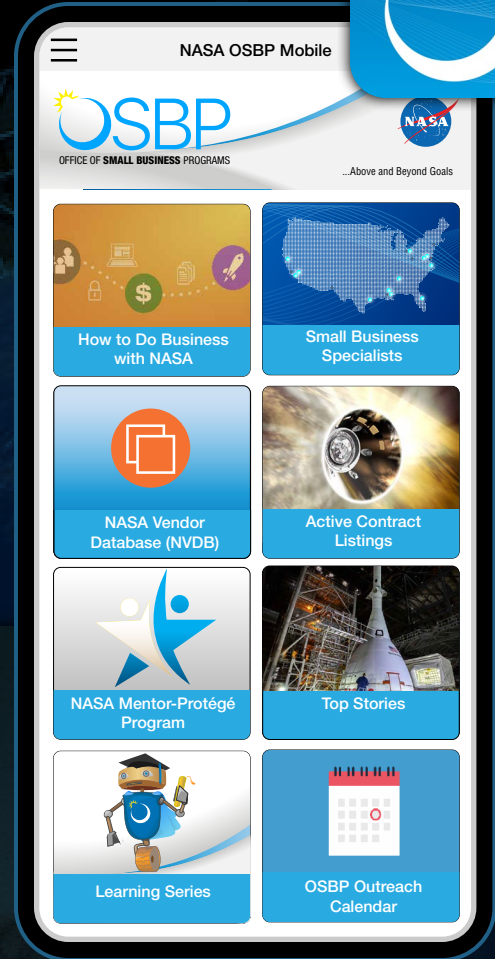 NASA OSBP Mobile
OSBP
OFFICE OF SMALL BUSINESS PROGRAMS
NASA
...Above and Beyond Goals
How to Do Business
with NASA
Small Business
Specialists
$
NASA Vendor
Database (NVDB)
Active Contract
Listings
NASA Mentor-Protégé
Program
Top Stories
Learning Series
OSBP Outreach
Calendar